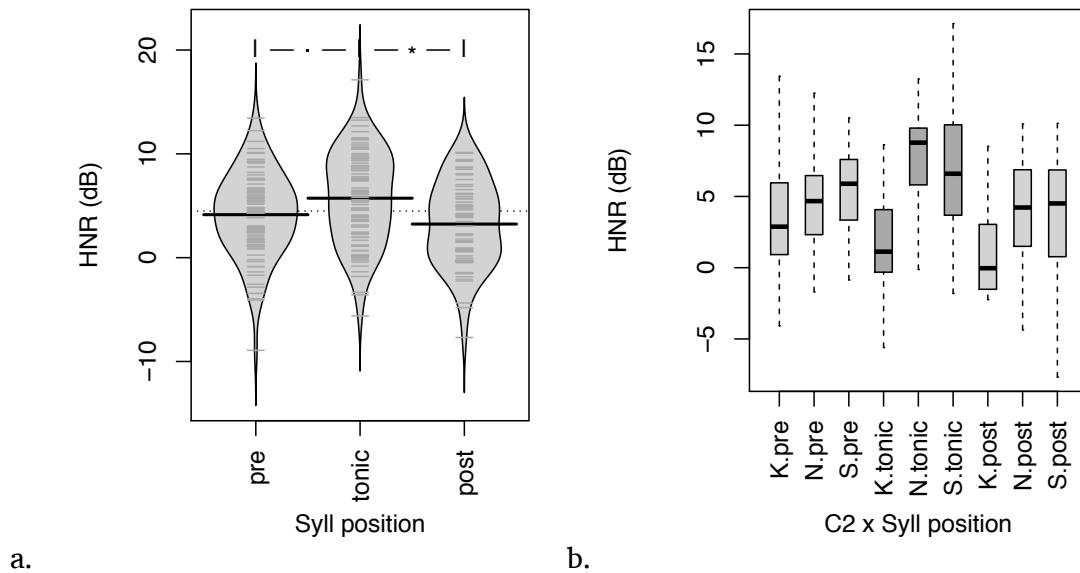 20
10
0
−10
HNR (dB)
.
*
pre
tonic
post
Syll position
a.
15
10
5
0
−5
HNR (dB)
K.pre
N.pre
S.pre
K.tonic
N.tonic
S.tonic
K.post
N.post
S.post
C2 x Syll position
b.